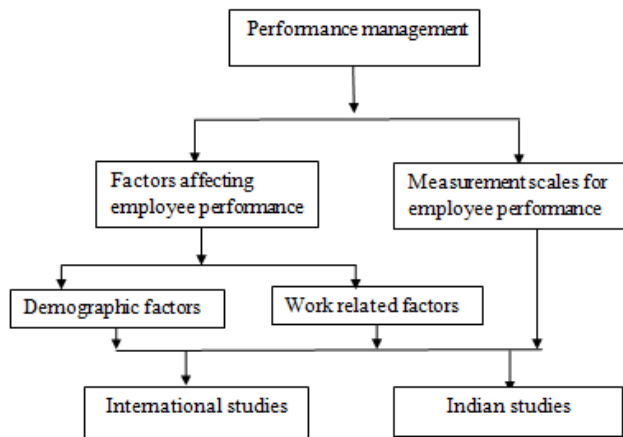 Performance management
Factors affecting
employee performance
Measurement scales for
employee performance
Demographic factors
Work related factors
International studies
Indian studies